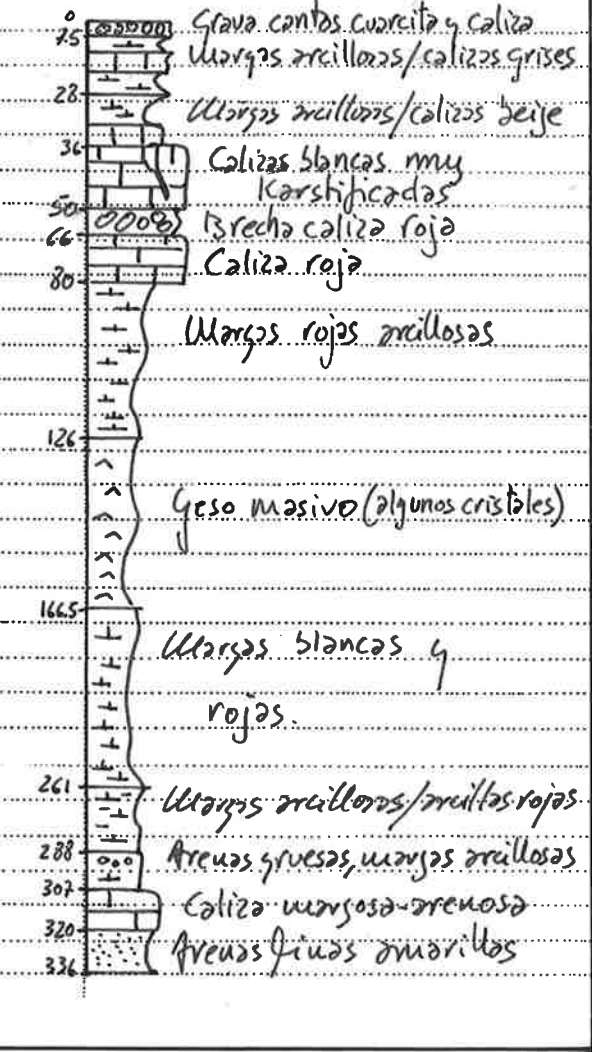 0
Grava cantos cuarcita y caliza
7.5
Margas arcillosas/calizas grises
28
Margas arcillosas/calizas beije
36
Calizas blancas muy
Karstificadas
50
Brecha caliza roja
66
Caliza roja
80
Margas rojas arcillosas
126
Yeso masivo (algunos cristales)
166.5
Margas blancas y
rojas.
261
Margas arcillosas/arcillas rojas
288
Arenas gruesas, margas arcillosas
307
Caliza margosa-arenosa
320
Arenas finas amarillas
336